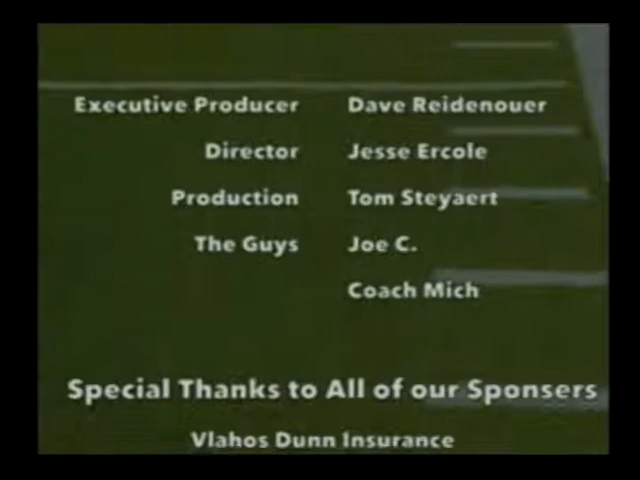 Executive Producer Dave Reidenouer
Director Jesse Ercole
Production Tom Steyaert
The Guys Joe C.
Coach Mich
Special Thanks to All of our Sponsers
Vlahos Dunn Insurance